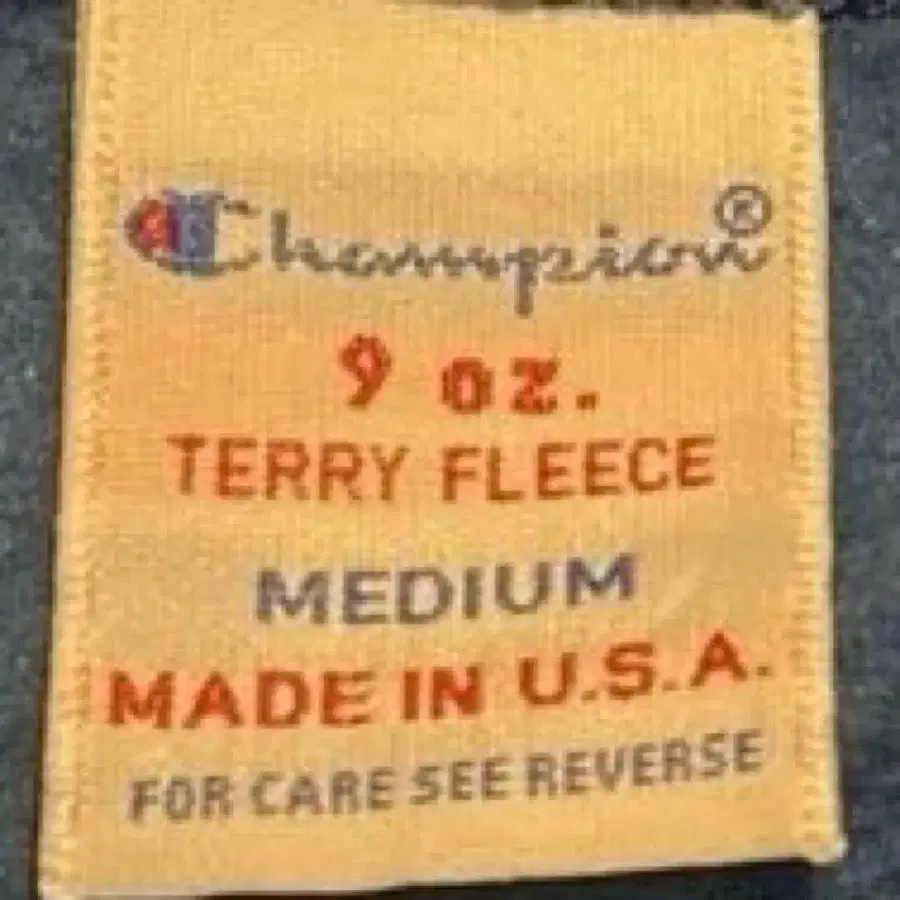 Champion®
9 oz.
TERRY FLEECE
MEDIUM
MADE IN U.S.A.
FOR CARE SEE REVERSE